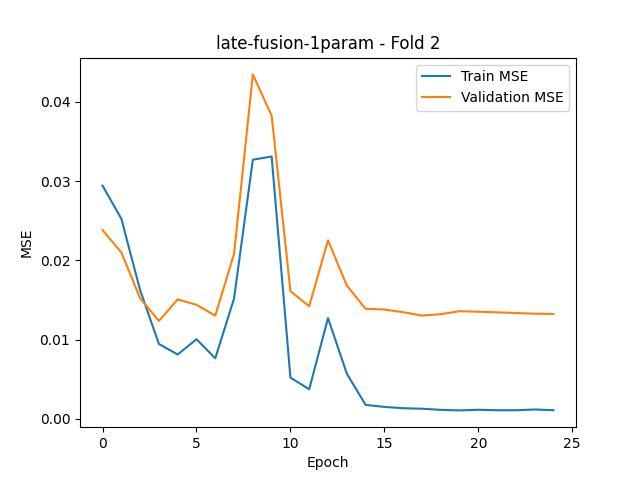 late-fusion-1param - Fold 2
Train MSE
Validation MSE
0.04
0.03
0.02
0.01
0.00
MSE
0 5 10 15 20 25
Epoch